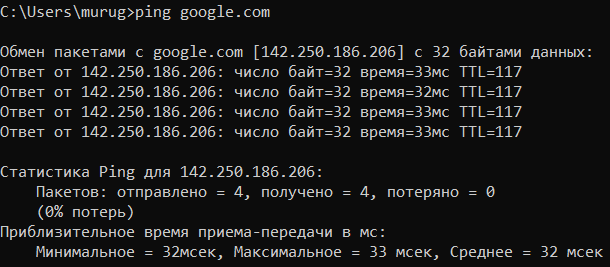 C:\Users\murug>ping google.com
Обмен пакетами с google.com [142.250.186.206] с 32 байтами данных:
Ответ от 142.250.186.206: число байт=32 время=33мс TTL=117
Ответ от 142.250.186.206: число байт=32 время=32мс TTL=117
Ответ от 142.250.186.206: число байт=32 время=33мс TTL=117
Ответ от 142.250.186.206: число байт=32 время=33мс TTL=117
Статистика Ping для 142.250.186.206:
Пакетов: отправлено = 4, получено = 4, потеряно = 0
(0% потерь)
Приблизительное время приема-передачи в мс:
Минимальное = 32мсек, Максимальное = 33 мсек, Среднее = 32 мсек